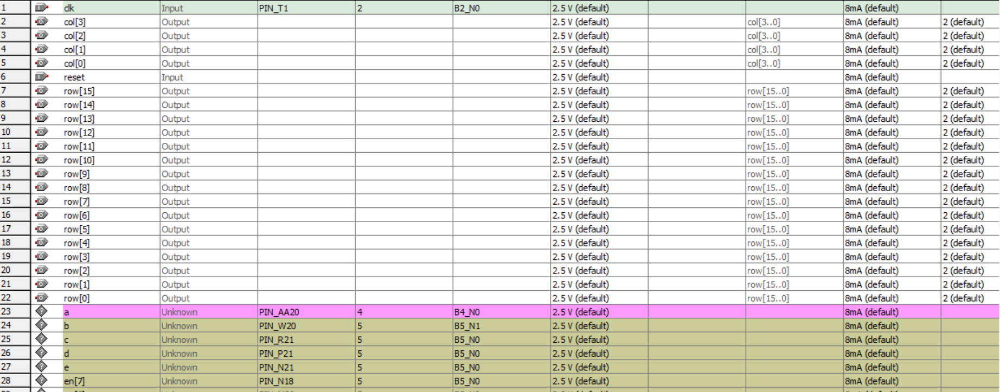 1 clk Input PIN_T1 2 B2_N0 2.5 V (default) 8mA (default)
2 col[3] Output 2.5 V (default) col[3..0] 8mA (default) 2 (default)
3 col[2] Output 2.5 V (default) col[3..0] 8mA (default) 2 (default)
4 col[1] Output 2.5 V (default) col[3..0] 8mA (default) 2 (default)
5 col[0] Output 2.5 V (default) col[3..0] 8mA (default) 2 (default)
6 reset Input 2.5 V (default) 8mA (default)
7 row[15] Output 2.5 V (default) row[15..0] 8mA (default) 2 (default)
8 row[14] Output 2.5 V (default) row[15..0] 8mA (default) 2 (default)
9 row[13] Output 2.5 V (default) row[15..0] 8mA (default) 2 (default)
10 row[12] Output 2.5 V (default) row[15..0] 8mA (default) 2 (default)
11 row[11] Output 2.5 V (default) row[15..0] 8mA (default) 2 (default)
12 row[10] Output 2.5 V (default) row[15..0] 8mA (default) 2 (default)
13 row[9] Output 2.5 V (default) row[15..0] 8mA (default) 2 (default)
14 row[8] Output 2.5 V (default) row[15..0] 8mA (default) 2 (default)
15 row[7] Output 2.5 V (default) row[15..0] 8mA (default) 2 (default)
16 row[6] Output 2.5 V (default) row[15..0] 8mA (default) 2 (default)
17 row[5] Output 2.5 V (default) row[15..0] 8mA (default) 2 (default)
18 row[4] Output 2.5 V (default) row[15..0] 8mA (default) 2 (default)
19 row[3] Output 2.5 V (default) row[15..0] 8mA (default) 2 (default)
20 row[2] Output 2.5 V (default) row[15..0] 8mA (default) 2 (default)
21 row[1] Output 2.5 V (default) row[15..0] 8mA (default) 2 (default)
22 row[0] Output 2.5 V (default) row[15..0] 8mA (default) 2 (default)
23 a Unknown PIN_AA20 4 B4_N0 2.5 V (default) 8mA (default)
24 b Unknown PIN_W20 5 B5_N1 2.5 V (default) 8mA (default)
25 c Unknown PIN_R21 5 B5_N0 2.5 V (default) 8mA (default)
26 d Unknown PIN_P21 5 B5_N0 2.5 V (default) 8mA (default)
27 e Unknown PIN_N21 5 B5_N0 2.5 V (default) 8mA (default)
28 en[7] Unknown PIN_N18 5 B5_N0 2.5 V (default) 8mA (default)